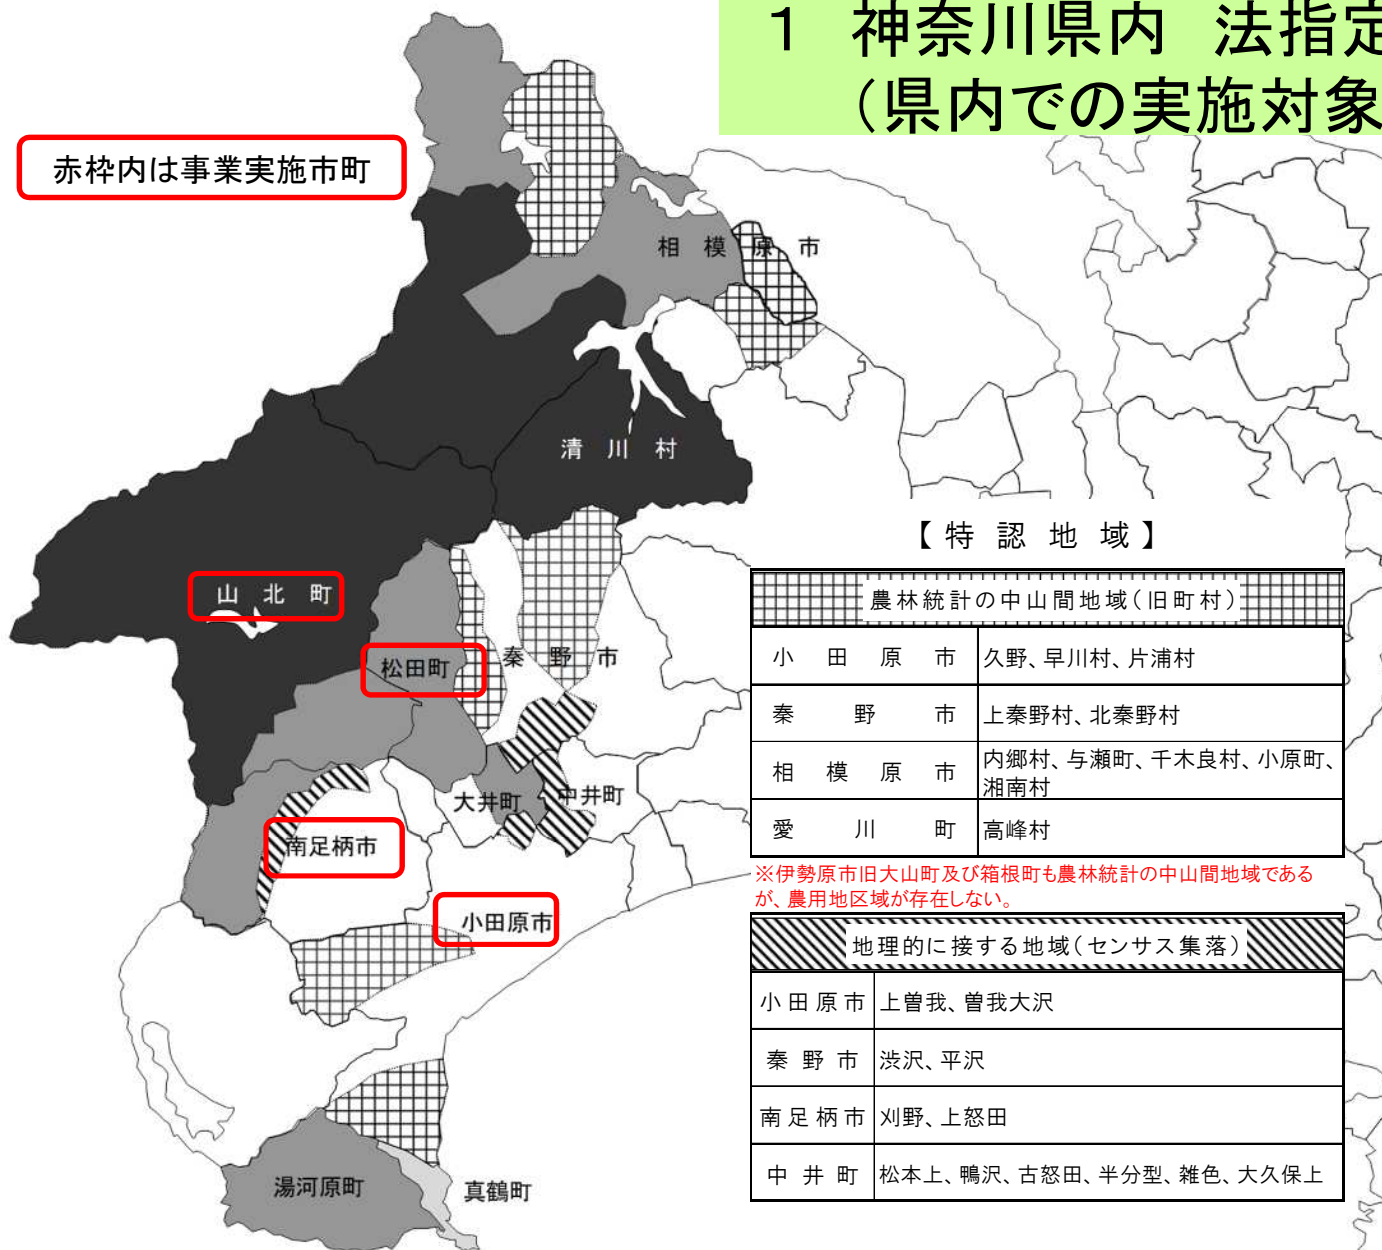 1　神奈川県内　法指定
（県内での実施対象
赤枠内は事業実施市町
相模原市
清川村
山北町
松田町
秦野市
大井町
中井町
南足柄市
小田原市
湯河原町
真鶴町
【特認地域】
農林統計の中山間地域（旧町村）
小田原市　久野、早川村、片浦村
秦野市　上秦野村、北秦野村
相模原市　内郷村、与瀬町、千木良村、小原町、
湘南村
愛川町　高峰村
※伊勢原市旧大山町及び箱根町も農林統計の中山間地域である
が、農用地区域が存在しない。
地理的に接する地域（センサス集落）
小田原市　上曽我、曽我大沢
秦野市　渋沢、平沢
南足柄市　刈野、上怒田
中井町　松本上、鴨沢、古怒田、半分型、雑色、大久保上